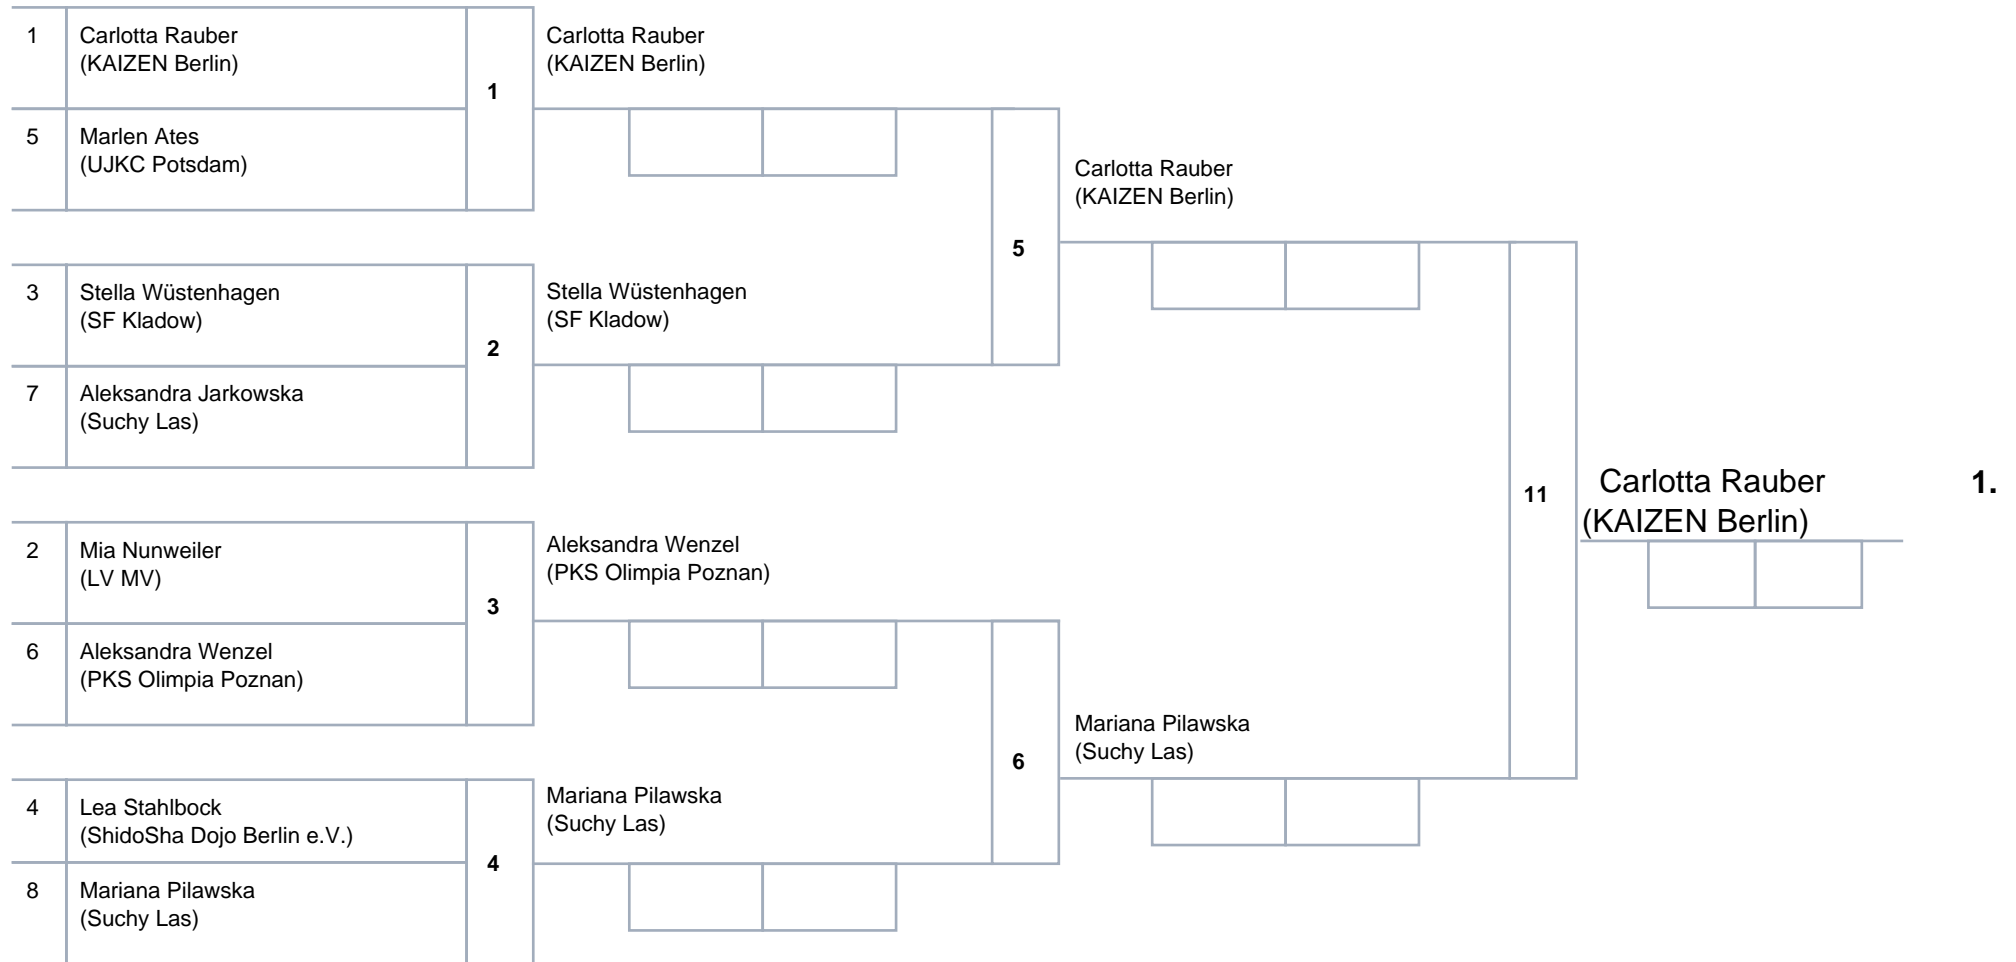 1
Carlotta Rauber
(KAIZEN Berlin)
5
Marlen Ates
(UJKC Potsdam)
1
3
Stella Wüstenhagen
(SF Kladow)
7
Aleksandra Jarkowska
(Suchy Las)
2
2
Mia Nunweiler
(LV MV)
6
Aleksandra Wenzel
(PKS Olimpia Poznan)
3
4
Lea Stahlbock
(ShidoSha Dojo Berlin e.V.)
8
Mariana Pilawska
(Suchy Las)
4
Carlotta Rauber
(KAIZEN Berlin)
Stella Wüstenhagen
(SF Kladow)
5
Aleksandra Wenzel
(PKS Olimpia Poznan)
Mariana Pilawska
(Suchy Las)
6
Carlotta Rauber
(KAIZEN Berlin)
Mariana Pilawska
(Suchy Las)
11
Carlotta Rauber
(KAIZEN Berlin)
1.